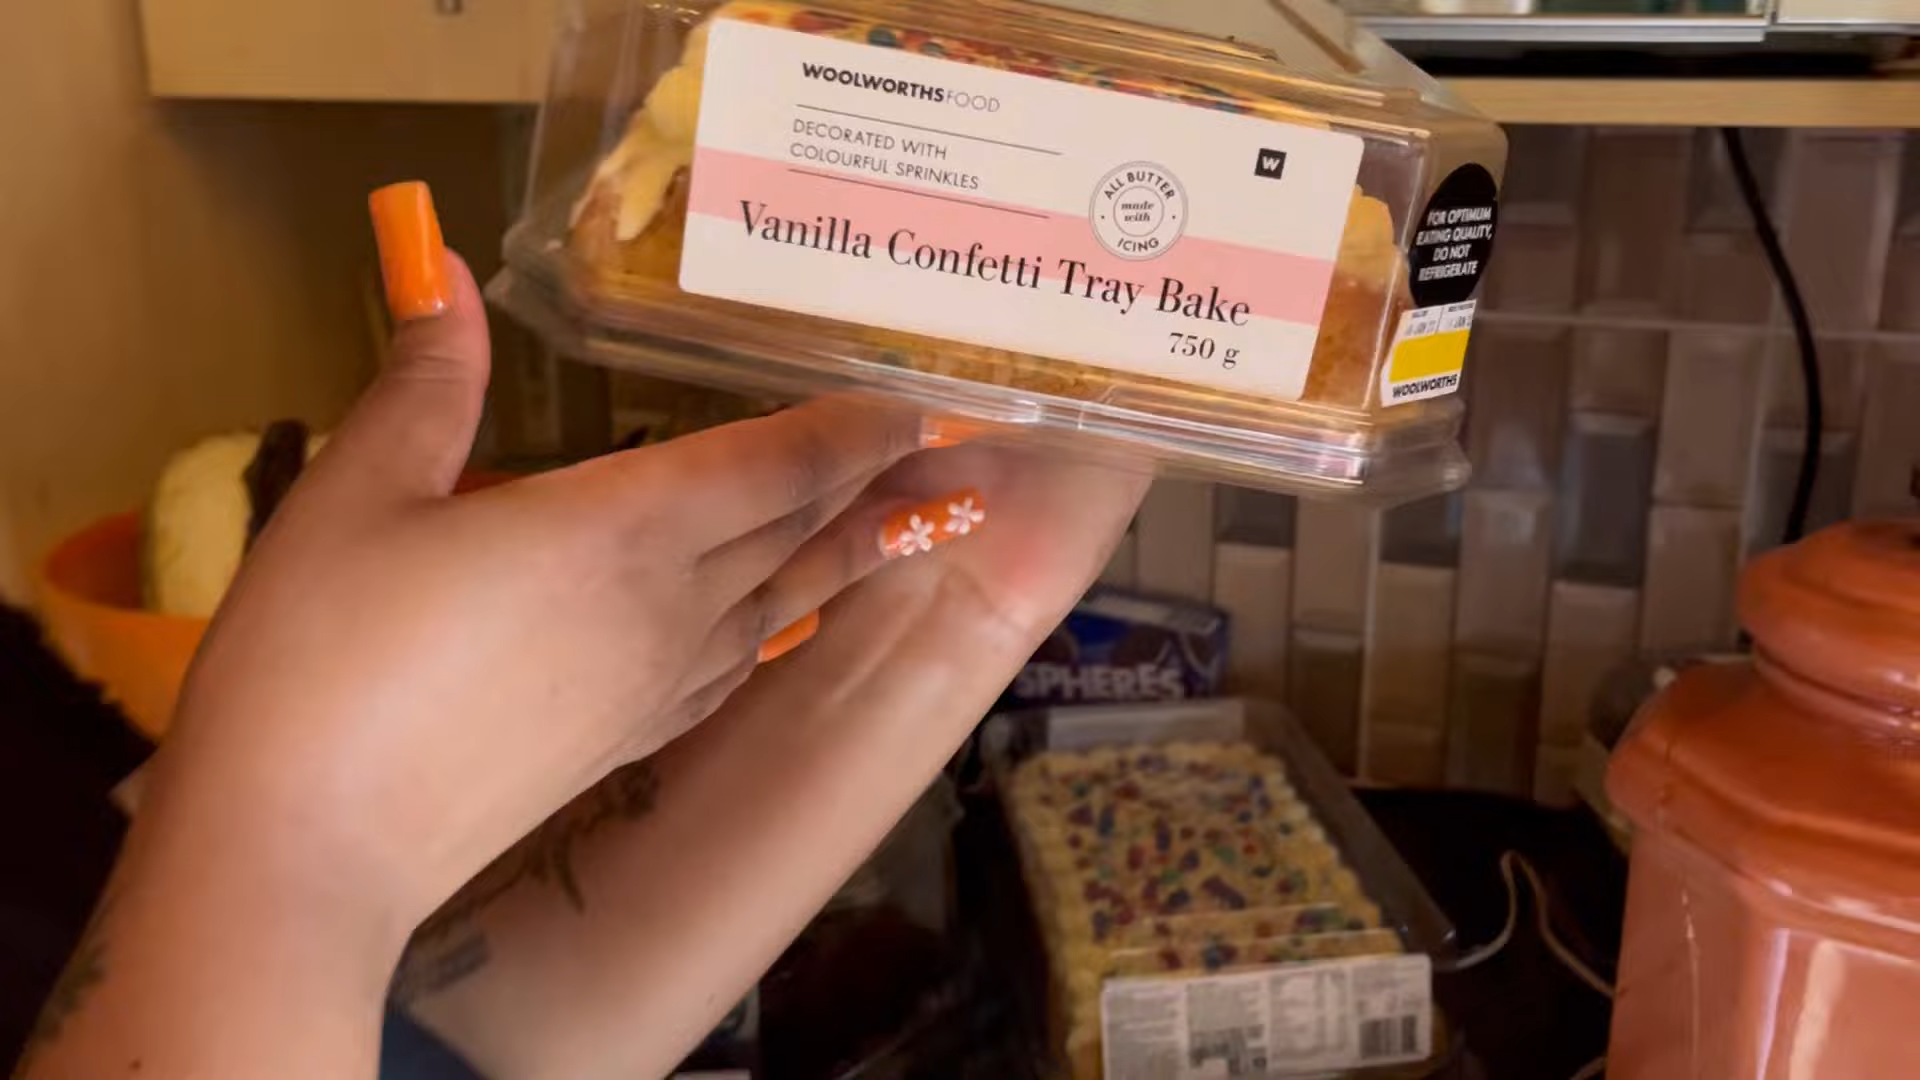 WOOLWORTHSFOOD
DECORATED WITH
COLOURFUL SPRINKLES
ALL BUTTER
made
with
ICING
W
Vanilla Confetti Tray Bake
750 g
FOR OPTIMUM
EATING QUALITY,
DO NOT
REFRIGERATE
WOOLWORTHS
SPHERES